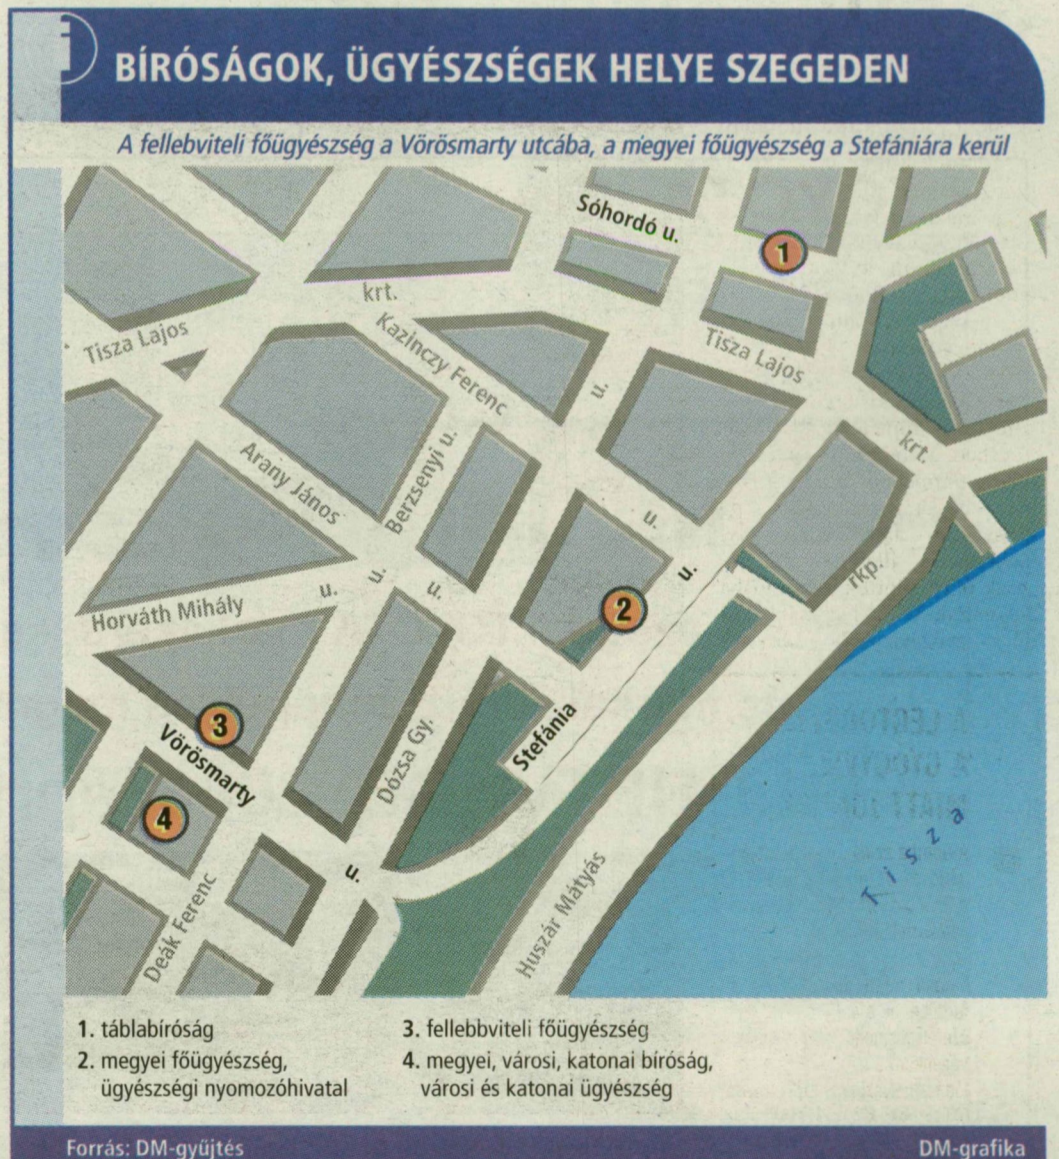 i
BÍRÓSÁGOK, ÜGYÉSZSÉGEK HELYE SZEGEDEN
A fellebviteli főügyészség a Vörösmarty utcába, a megyei főügyészség a Stefániára kerül
Sóhordó u.
1
krt.
Tisza Lajos
Kazinczy Ferenc
Tisza Lajos
u.
krt.
Arany János
Berzsenyi u.
u.
rkp.
u.
u.
u.
u.
Horváth Mihály
2
3
Vörösmarty
Stefánia
Dózsa Gy.
4
u.
Tisza
Deák Ferenc
Huszár Mátyás
1. táblabíróság
2. megyei főügyészség,
ügyészségi nyomozóhivatal
3. fellebbviteli főügyészség
4. megyei, városi, katonai bíróság,
városi és katonai ügyészség
Forrás: DM-gyűjtés
DM-grafika